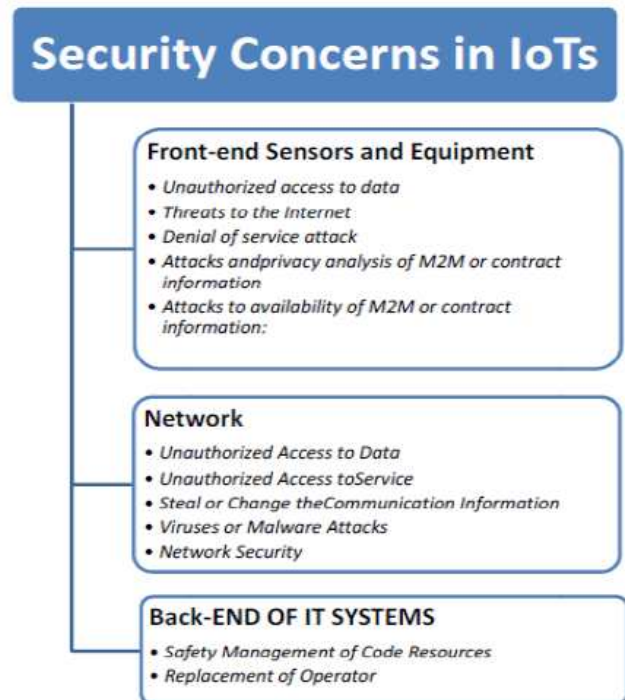 Security Concerns in IoTs
Front-end Sensors and Equipment
• Unauthorized access to data
• Threats to the Internet
• Denial of service attack
• Attacks andprivacy analysis of M2M or contract
information
• Attacks to availability of M2M or contract
information:
Network
• Unauthorized Access to Data
• Unauthorized Access toService
• Steal or Change theCommunication Information
• Viruses or Malware Attacks
• Network Security
Back-END OF IT SYSTEMS
• Safety Management of Code Resources
• Replacement of Operator